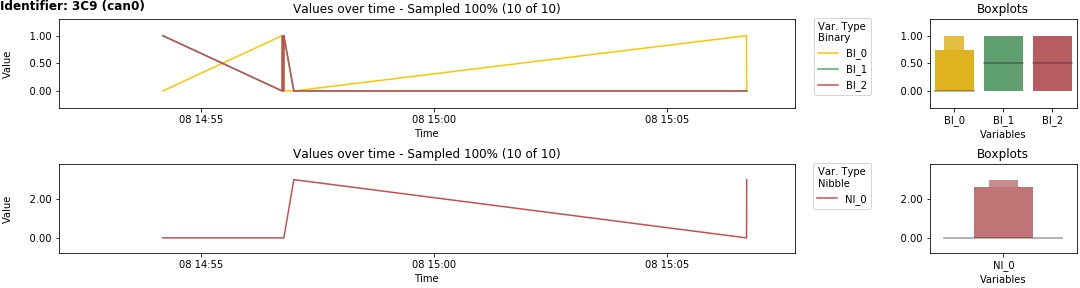 Identifier: 3C9 (can0)
Values over time - Sampled 100% (10 of 10)
Value
1.00
0.50
0.00
08 14:55
08 15:00
08 15:05
Time
Var. Type
Binary
BI_0
BI_1
BI_2
Boxplots
1.00
0.50
0.00
BI_0
BI_1
BI_2
Variables
Values over time - Sampled 100% (10 of 10)
Value
2.00
0.00
08 14:55
08 15:00
08 15:05
Time
Var. Type
Nibble
NI_0
Boxplots
2.00
0.00
NI_0
Variables